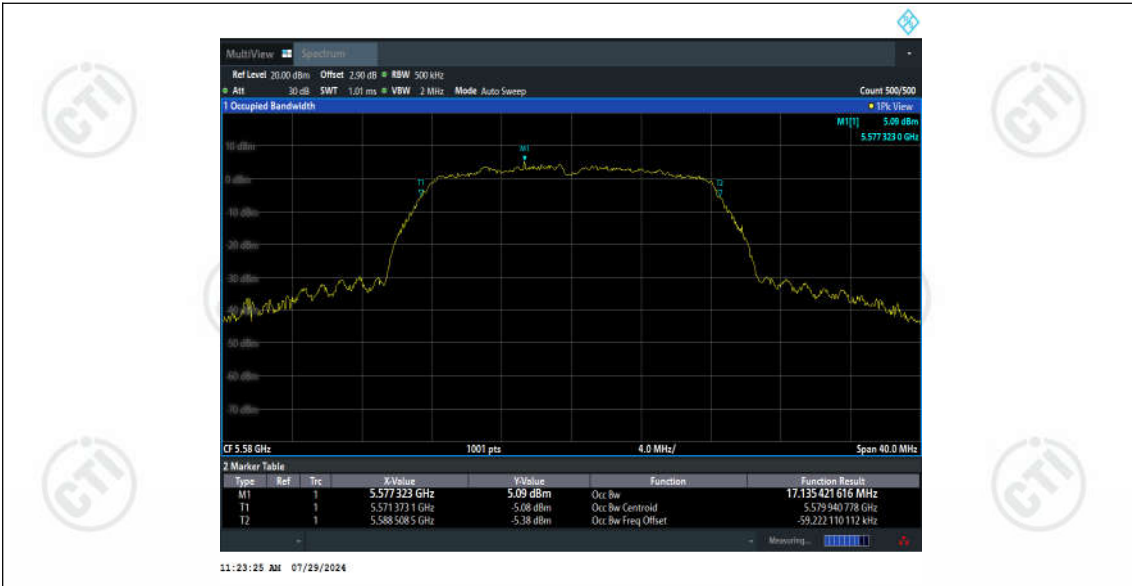 MultiView Spectrum
Ref Level 20.00 dBm Offset 2.90 dB RBW 500 kHz
Att 30 dB SWT 1.01 ms VBW 2 MHz Mode Auto Sweep Count 500/500
1 Occupied Bandwidth 1Pk View
M1[1] 5.09 dBm
5.577 323 0 GHz
M1
10 dBm
0 dBm
T1 T2
-10 dBm
-20 dBm
-30 dBm
-40 dBm
-50 dBm
-60 dBm
-70 dBm
CF 5.58 GHz 1001 pts 4.0 MHz/ Span 40.0 MHz
2 Marker Table
Type Ref Trc X-Value Y-Value Function Function Result
M1 1 5.577 323 GHz 5.09 dBm Occ Bw 17.135 421 616 MHz
T1 1 5.571 373 1 GHz -5.08 dBm Occ Bw Centroid 5.579 940 778 GHz
T2 1 5.588 508 5 GHz -5.38 dBm Occ Bw Freq Offset -59.222 110 112 kHz
Measuring...
11:23:25 AM 07/29/2024
CTI
CTI
CTI
CTI